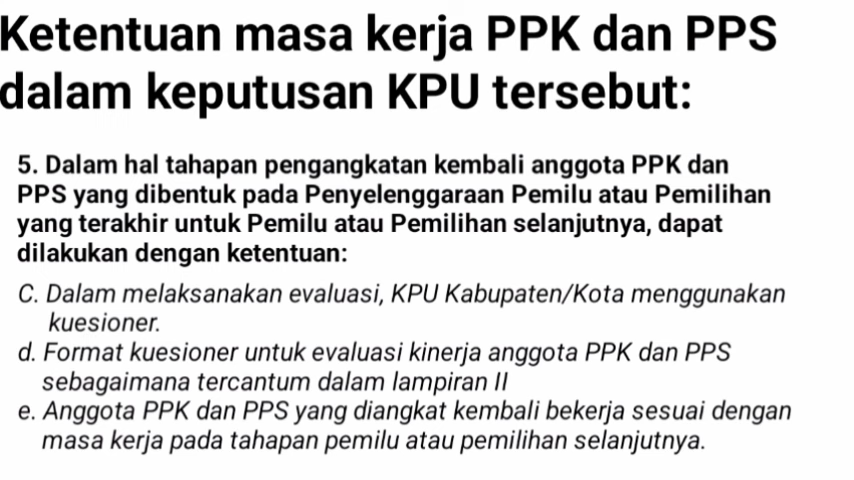 Ketentuan masa kerja PPK dan PPS
dalam keputusan KPU tersebut:
5. Dalam hal tahapan pengangkatan kembali anggota PPK dan
PPS yang dibentuk pada Penyelenggaraan Pemilu atau Pemilihan
yang terakhir untuk Pemilu atau Pemilihan selanjutnya, dapat
dilakukan dengan ketentuan:
C. Dalam melaksanakan evaluasi, KPU Kabupaten/Kota menggunakan
kuesioner.
d. Format kuesioner untuk evaluasi kinerja anggota PPK dan PPS
sebagaimana tercantum dalam lampiran II
e. Anggota PPK dan PPS yang diangkat kembali bekerja sesuai dengan
masa kerja pada tahapan pemilu atau pemilihan selanjutnya.